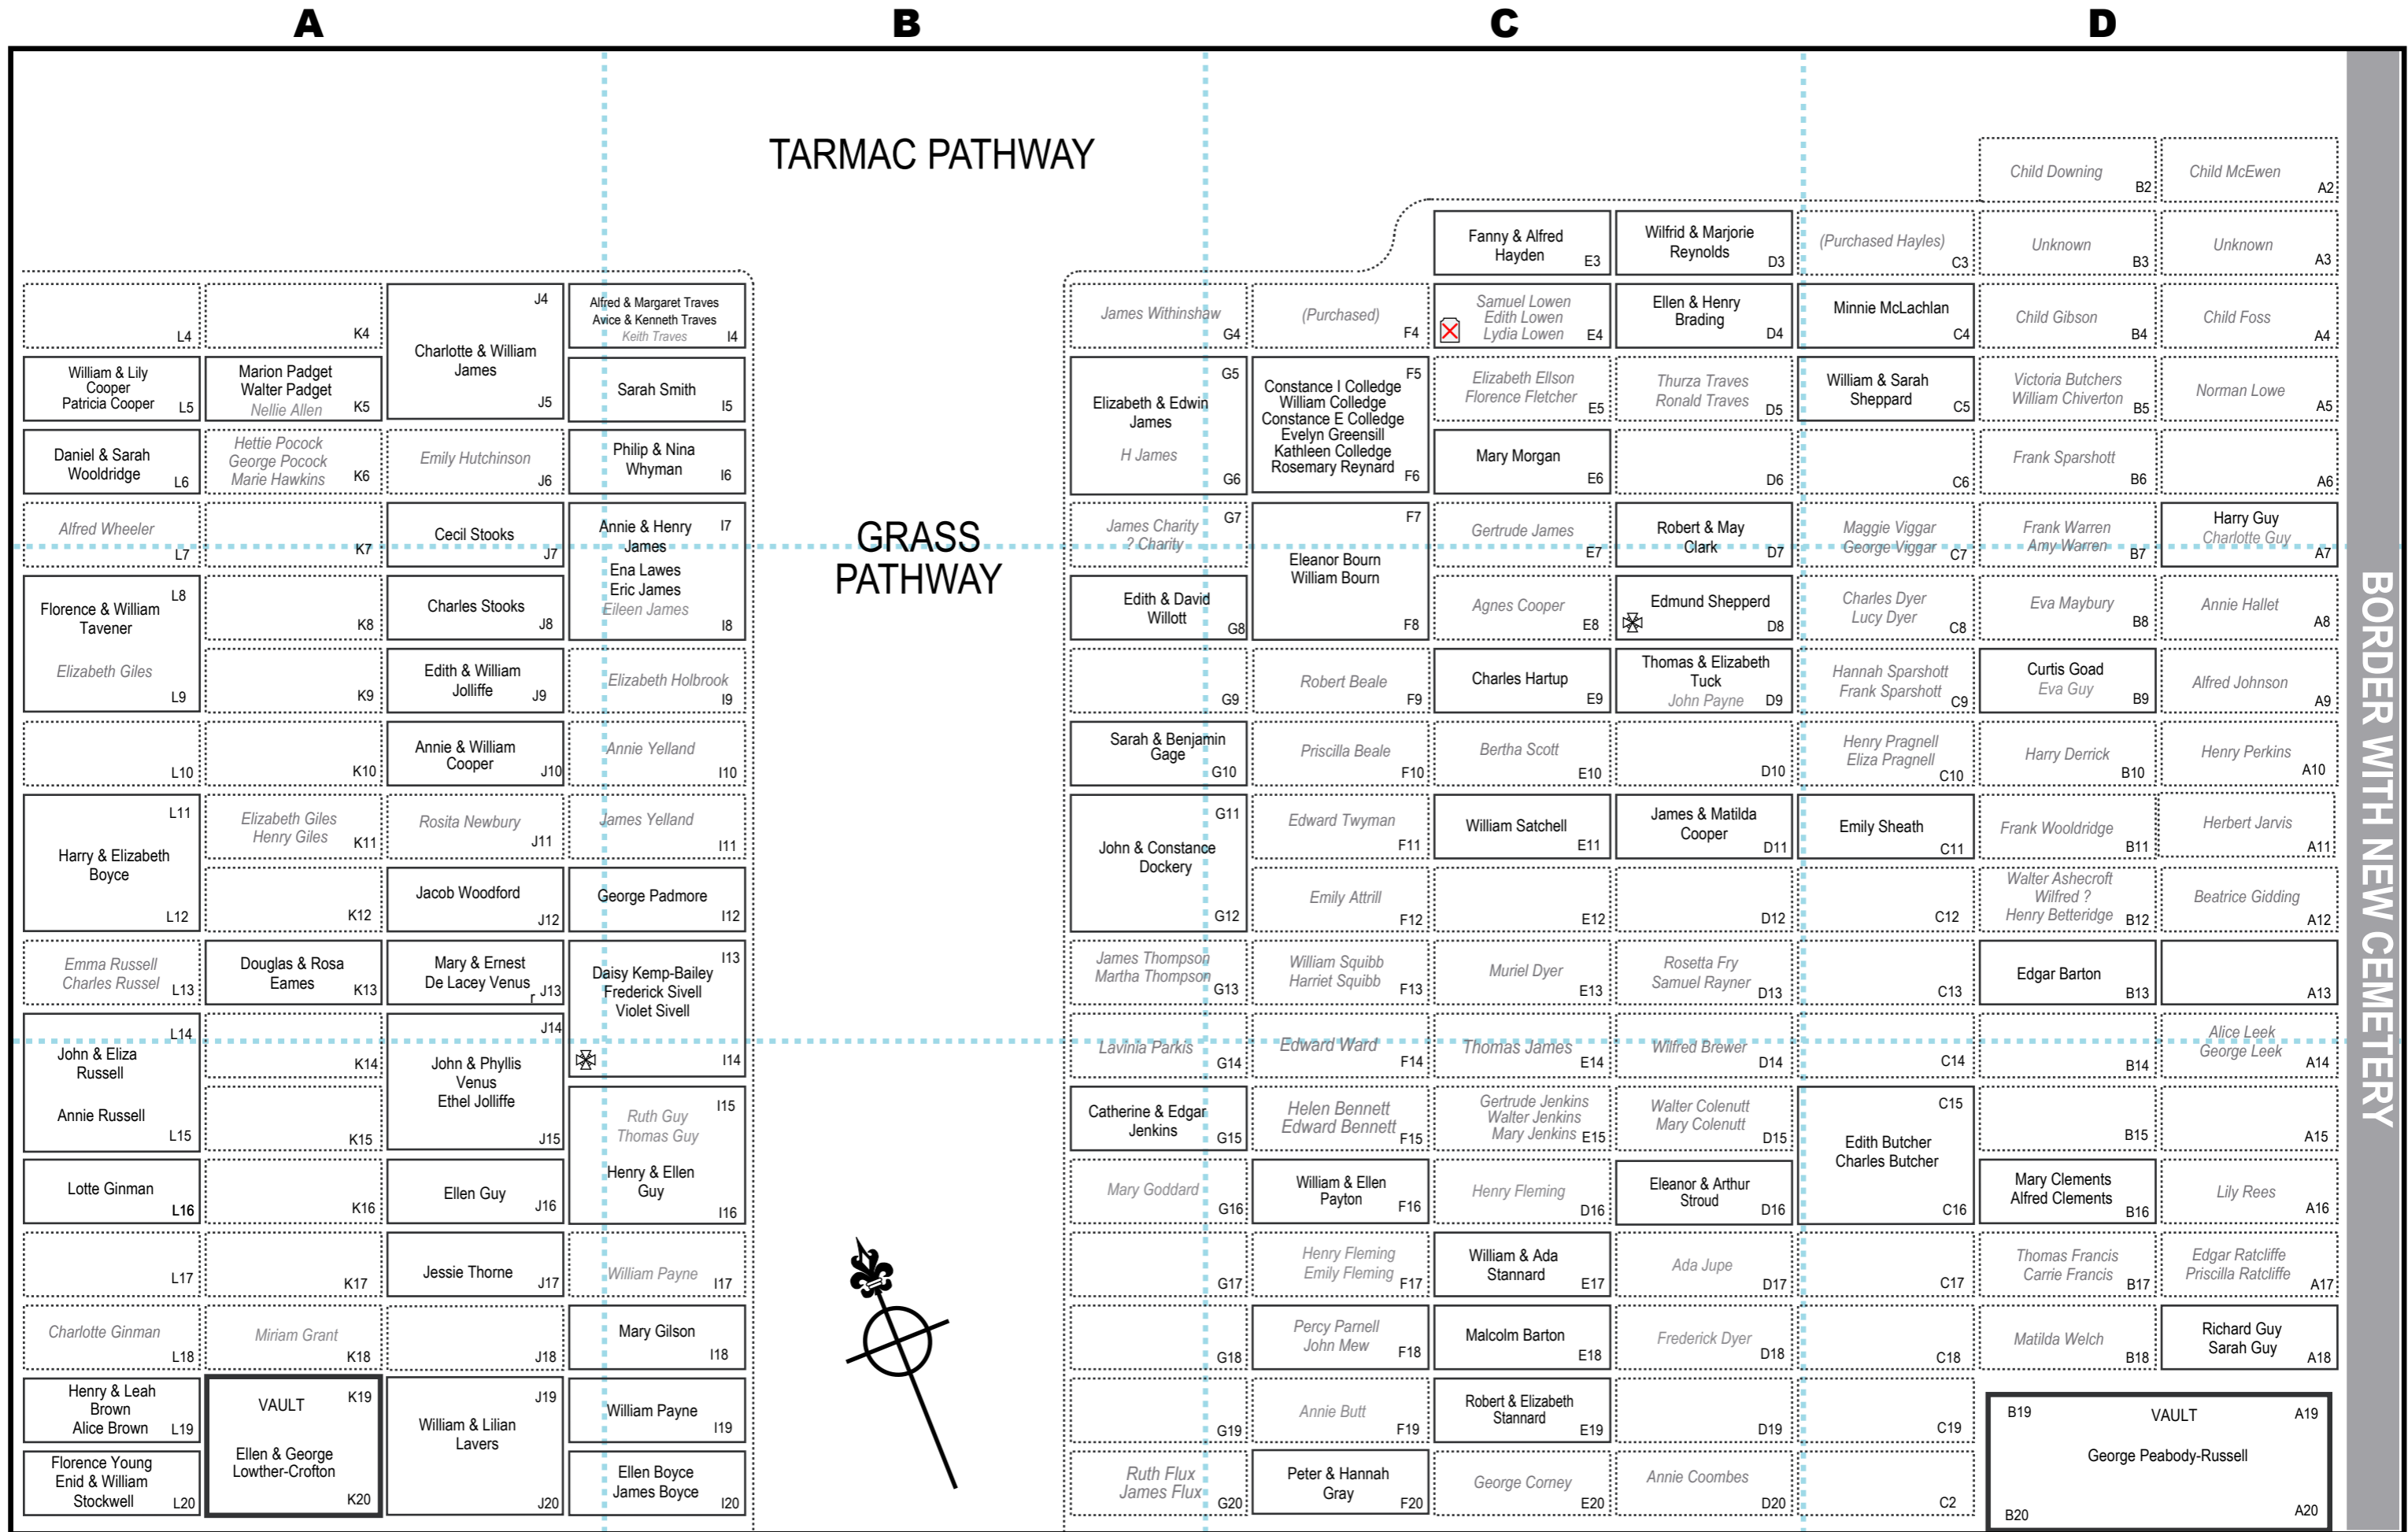 A
B
C
D
TARMAC PATHWAY
GRASS
PATHWAY
BORDER WITH NEW CEMETERY
Child Downing
B2
Child McEwen
A2
Fanny & Alfred
Hayden
E3
Wilfrid & Marjorie
Reynolds
D3
(Purchased Hayles)
C3
Unknown
B3
Unknown
A3
L4
K4
J4
Charlotte & William
James
J5
Alfred & Margaret Traves
Avice & Kenneth Traves
Keith Traves
I4
James Withinshaw
G4
(Purchased)
F4
Samuel Lowen
Edith Lowen
Lydia Lowen
E4
Ellen & Henry
Brading
D4
Minnie McLachlan
C4
Child Gibson
B4
Child Foss
A4
William & Lily
Cooper
Patricia Cooper
L5
Marion Padget
Walter Padget
Nellie Allen
K5
Sarah Smith
I5
G5
Elizabeth & Edwin
James
H James
G6
F5
Constance I Colledge
William Colledge
Constance E Colledge
Evelyn Greensill
Kathleen Colledge
Rosemary Reynard
F6
Elizabeth Ellson
Florence Fletcher
E5
Thurza Traves
Ronald Traves
D5
William & Sarah
Sheppard
C5
Victoria Butchers
William Chiverton
B5
Norman Lowe
A5
Daniel & Sarah
Wooldridge
L6
Hettie Pocock
George Pocock
Marie Hawkins
K6
Emily Hutchinson
J6
Philip & Nina
Whyman
I6
Mary Morgan
E6
D6
C6
Frank Sparshott
B6
A6
Alfred Wheeler
L7
K7
Cecil Stooks
J7
I7
Annie & Henry
James
Ena Lawes
Eric James
Eileen James
I8
G7
James Charity
? Charity
F7
Eleanor Bourn
William Bourn
F8
Gertrude James
E7
Robert & May
Clark
D7
Maggie Viggar
George Viggar
C7
Frank Warren
Amy Warren
B7
Harry Guy
Charlotte Guy
A7
L8
Florence & William
Tavener
Elizabeth Giles
L9
K8
Charles Stooks
J8
Edith & David
Willott
G8
Agnes Cooper
E8
Edmund Shepperd
D8
Charles Dyer
Lucy Dyer
C8
Eva Maybury
B8
Annie Hallet
A8
K9
Edith & William
Jolliffe
J9
Elizabeth Holbrook
I9
G9
Robert Beale
F9
Charles Hartup
E9
Thomas & Elizabeth
Tuck
John Payne
D9
Hannah Sparshott
Frank Sparshott
C9
Curtis Goad
Eva Guy
B9
Alfred Johnson
A9
L10
K10
Annie & William
Cooper
J10
Annie Yelland
I10
Sarah & Benjamin
Gage
G10
Priscilla Beale
F10
Bertha Scott
E10
D10
Henry Pragnell
Eliza Pragnell
C10
Harry Derrick
B10
Henry Perkins
A10
L11
Harry & Elizabeth
Boyce
L12
Elizabeth Giles
Henry Giles
K11
Rosita Newbury
J11
James Yelland
I11
G11
John & Constance
Dockery
G12
Edward Twyman
F11
William Satchell
E11
James & Matilda
Cooper
D11
Emily Sheath
C11
Frank Wooldridge
B11
Herbert Jarvis
A11
K12
Jacob Woodford
J12
George Padmore
I12
Emily Attrill
F12
E12
D12
C12
Walter Ashecroft
Wilfred ?
Henry Betteridge
B12
Beatrice Gidding
A12
Emma Russell
Charles Russel
L13
Douglas & Rosa
Eames
K13
Mary & Ernest
De Lacey Venus
r
J13
I13
Daisy Kemp-Bailey
Frederick Sivell
Violet Sivell
I14
James Thompson
Martha Thompson
G13
William Squibb
Harriet Squibb
F13
Muriel Dyer
E13
Rosetta Fry
Samuel Rayner
D13
C13
Edgar Barton
B13
A13
L14
John & Eliza
Russell
Annie Russell
L15
K14
J14
John & Phyllis
Venus
Ethel Jolliffe
J15
Lavinia Parkis
G14
Edward Ward
F14
Thomas James
E14
Wilfred Brewer
D14
C14
B14
Alice Leek
George Leek
A14
K15
I15
Ruth Guy
Thomas Guy
Henry & Ellen
Guy
I16
Catherine & Edgar
Jenkins
G15
Helen Bennett
Edward Bennett
F15
Gertrude Jenkins
Walter Jenkins
Mary Jenkins
E15
Walter Colenutt
Mary Colenutt
D15
C15
Edith Butcher
Charles Butcher
C16
B15
A15
Lotte Ginman
L16
K16
Ellen Guy
J16
Mary Goddard
G16
William & Ellen
Payton
F16
Henry Fleming
D16
Eleanor & Arthur
Stroud
D16
Mary Clements
Alfred Clements
B16
Lily Rees
A16
L17
K17
Jessie Thorne
J17
William Payne
I17
G17
Henry Fleming
Emily Fleming
F17
William & Ada
Stannard
E17
Ada Jupe
D17
C17
Thomas Francis
Carrie Francis
B17
Edgar Ratcliffe
Priscilla Ratcliffe
A17
Charlotte Ginman
L18
Miriam Grant
K18
J18
Mary Gilson
I18
G18
Percy Parnell
John Mew
F18
Malcolm Barton
E18
Frederick Dyer
D18
C18
Matilda Welch
B18
Richard Guy
Sarah Guy
A18
Henry & Leah
Brown
Alice Brown
L19
K19
VAULT
Ellen & George
Lowther-Crofton
K20
J19
William & Lilian
Lavers
J20
William Payne
I19
G19
Annie Butt
F19
Robert & Elizabeth
Stannard
E19
D19
C19
B19
VAULT
A19
George Peabody-Russell
B20
A20
Florence Young
Enid & William
Stockwell
L20
Ellen Boyce
James Boyce
I20
Ruth Flux
James Flux
G20
Peter & Hannah
Gray
F20
George Corney
E20
Annie Coombes
D20
C2